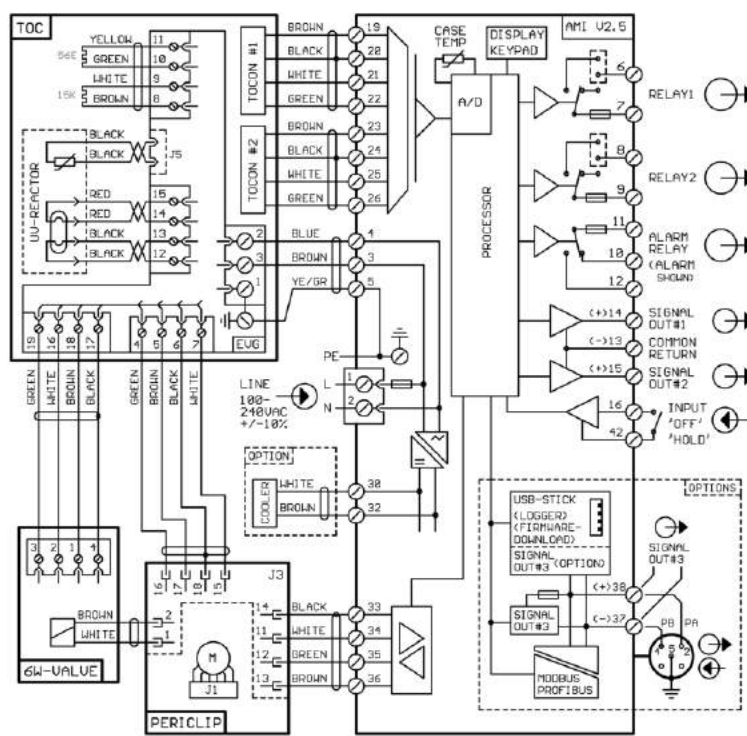 TOC
YELLOW 11
56E
GREEN 10
WHITE 9
15K
BROWN 8
BLACK
BLACK
J5
UV-REACTOR
RED 15
RED 14
BLACK 13
BLACK 12
TOCON #1
TOCON #2
2
3
1
EVG
19 16 18 17
4 5 6 7
GREEN
WHITE
BROWN
BLACK
GREEN
BROWN
BLACK
WHITE
BROWN 19
BLACK 20
WHITE 21
GREEN 22
BROWN 23
BLACK 24
WHITE 25
GREEN 26
BLUE 4
BROWN 3
YE/GR 5
PE
LINE
100-
240VAC
+/-10%
L 1
N 2
OPTION
COOLER
WHITE 30
BROWN 32
3 2 1 4
BROWN 2
WHITE 1
6W-VALVE
16 17 18 15
J3
M
J1
14 BLACK 33
11 WHITE 34
12 GREEN 35
13 BROWN 36
PERICLIP
AMI V2.5
CASE
TEMP
DISPLAY
KEYPAD
A/D
PROCESSOR
6
RELAY1
7
8
RELAY2
9
11
ALARM
10 RELAY
(ALARM
SHOWN)
12
(+)14 SIGNAL
OUT#1
(-)13 COMMON
RETURN
(+)15 SIGNAL
OUT#2
16 INPUT
'OFF'
42 'HOLD'
OPTIONS
USB-STICK
(LOGGER)
(FIRMWARE-
DOWNLOAD)
SIGNAL
OUT#3 (OPTION)
SIGNAL
OUT#3
(+)38
SIGNAL
OUT#3
(-)37
PB PA
4 5 2
MODBUS
PROFIBUS